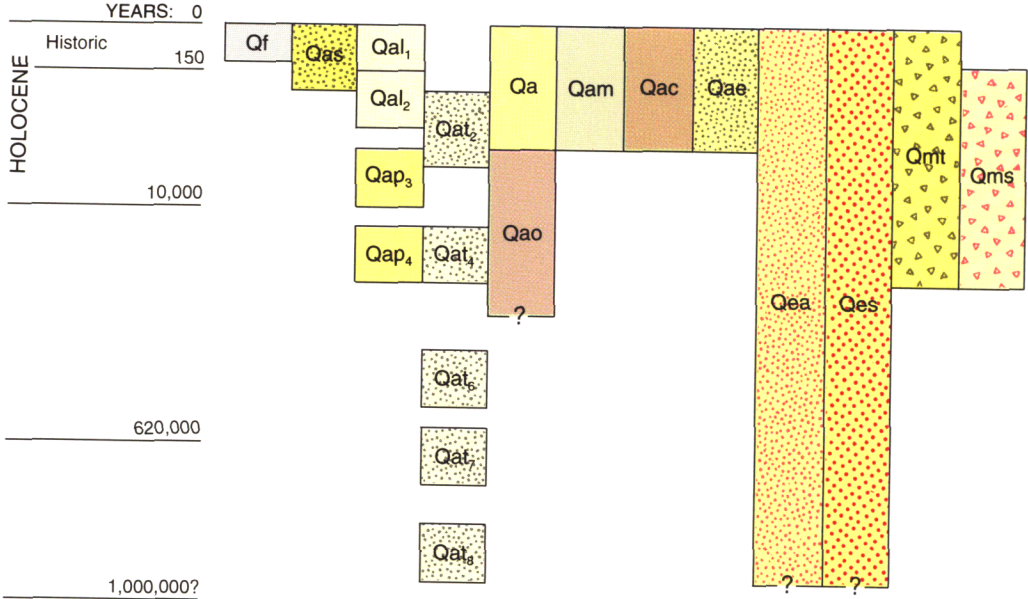 YEARS: 0
HOLOCENE
Historic
150
10,000
620,000
1,000,000?
Qf
Qas
Qal₁
Qal₂
Qat₂
Qap₃
Qap₄
Qat₄
Qat₆
Qat₇
Qat₈
Qa
Qam
Qac
Qae
Qao
?
Qea
?
Qes
?
Qmt
Qms